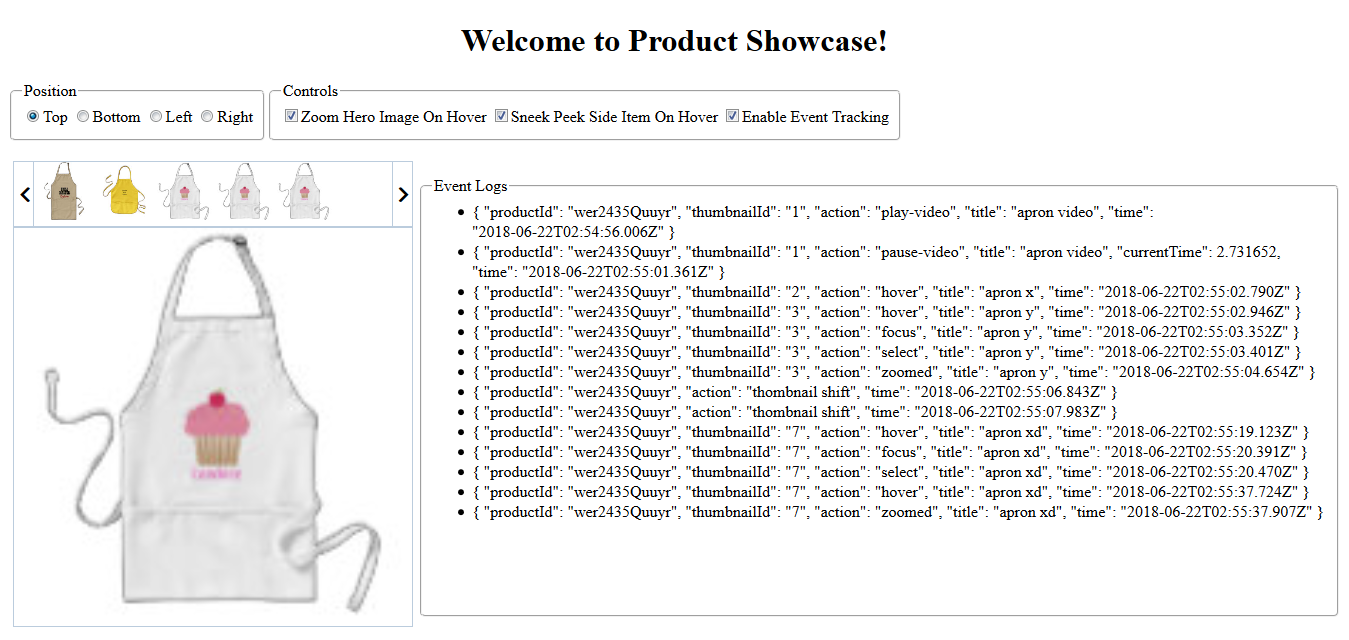 Welcome to Product Showcase!
Position
Top Bottom Left Right
Controls
Zoom Hero Image On Hover Sneek Peek Side Item On Hover Enable Event Tracking
Event Logs
{ "productId": "wer2435Quuyr", "thumbnailId": "1", "action": "play-video", "title": "apron video", "time":
"2018-06-22T02:54:56.006Z" }
{ "productId": "wer2435Quuyr", "thumbnailId": "1", "action": "pause-video", "title": "apron video", "currentTime": 2.731652,
"time": "2018-06-22T02:55:01.361Z" }
{ "productId": "wer2435Quuyr", "thumbnailId": "2", "action": "hover", "title": "apron x", "time": "2018-06-22T02:55:02.790Z" }
{ "productId": "wer2435Quuyr", "thumbnailId": "3", "action": "hover", "title": "apron y", "time": "2018-06-22T02:55:02.946Z" }
{ "productId": "wer2435Quuyr", "thumbnailId": "3", "action": "focus", "title": "apron y", "time": "2018-06-22T02:55:03.352Z" }
{ "productId": "wer2435Quuyr", "thumbnailId": "3", "action": "select", "title": "apron y", "time": "2018-06-22T02:55:03.401Z" }
{ "productId": "wer2435Quuyr", "thumbnailId": "3", "action": "zoomed", "title": "apron y", "time": "2018-06-22T02:55:04.654Z" }
{ "productId": "wer2435Quuyr", "action": "thombnail shift", "time": "2018-06-22T02:55:06.843Z" }
{ "productId": "wer2435Quuyr", "action": "thombnail shift", "time": "2018-06-22T02:55:07.983Z" }
{ "productId": "wer2435Quuyr", "thumbnailId": "7", "action": "hover", "title": "apron xd", "time": "2018-06-22T02:55:19.123Z" }
{ "productId": "wer2435Quuyr", "thumbnailId": "7", "action": "focus", "title": "apron xd", "time": "2018-06-22T02:55:20.391Z" }
{ "productId": "wer2435Quuyr", "thumbnailId": "7", "action": "select", "title": "apron xd", "time": "2018-06-22T02:55:20.470Z" }
{ "productId": "wer2435Quuyr", "thumbnailId": "7", "action": "hover", "title": "apron xd", "time": "2018-06-22T02:55:37.724Z" }
{ "productId": "wer2435Quuyr", "thumbnailId": "7", "action": "zoomed", "title": "apron xd", "time": "2018-06-22T02:55:37.907Z" }